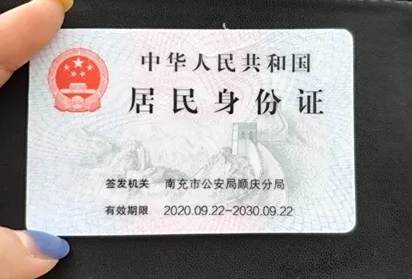 中华人民共和国
居民身份证
签发机关 南充市公安局顺庆分局
有效期限 2020.09.22-2030.09.22